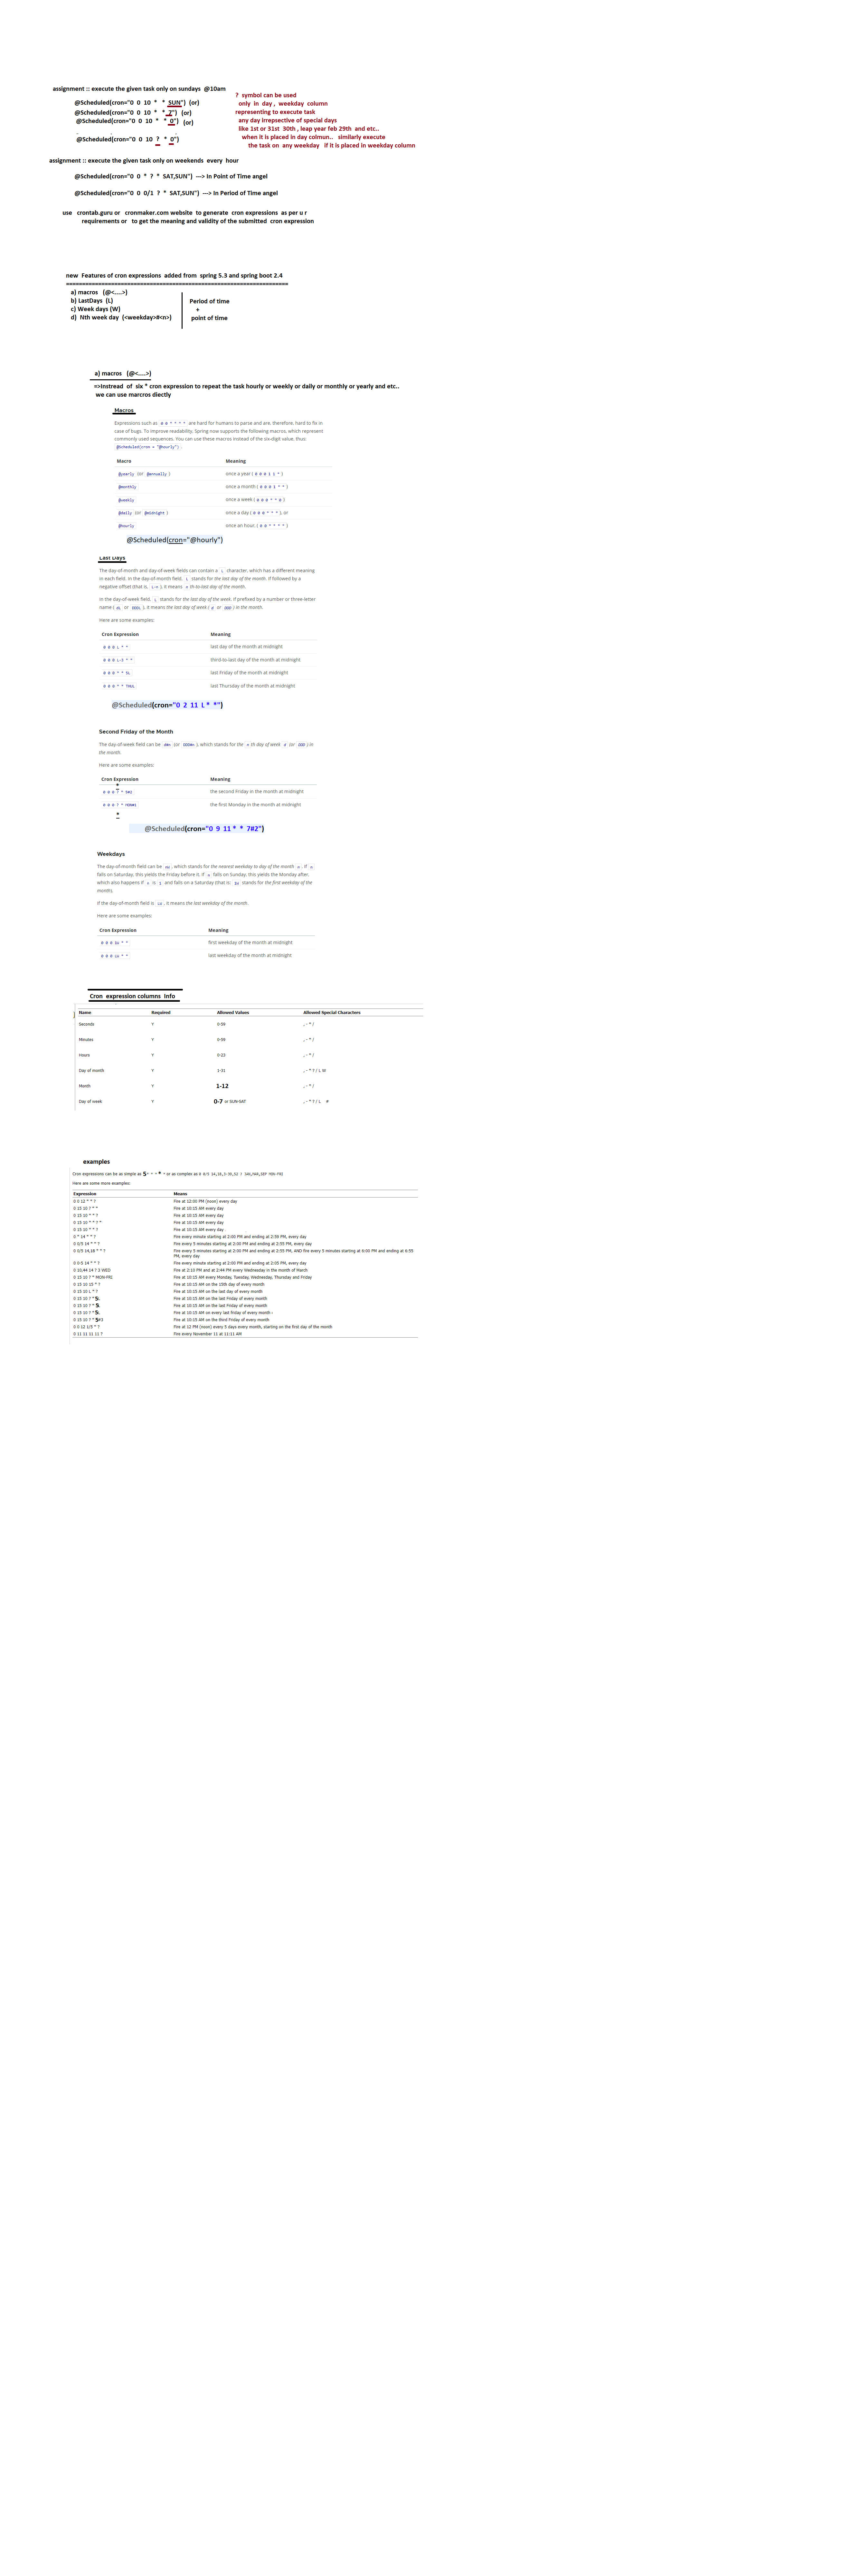 assignment :: execute the given task only on sundays @10am
@Scheduled(cron="0 0 10 * * SUN") (or)
@Scheduled(cron="0 0 10 * * 7") (or)
@Scheduled(cron="0 0 10 * * 0") (or)
@Scheduled(cron="0 0 10 ? * 0")
? symbol can be used
only in day , weekday column
representing to execute task
any day irrepsective of special days
like 1st or 31st 30th , leap year feb 29th and etc..
when it is placed in day colmun.. similarly execute
the task on any weekday if it is placed in weekday column
assignment :: execute the given task only on weekends every hour
@Scheduled(cron="0 0 * ? * SAT,SUN") ---> In Point of Time angel
@Scheduled(cron="0 0 0/1 ? * SAT,SUN") ---> In Period of Time angel
use crontab.guru or cronmaker.com website to generate cron expressions as per u r
requirements or to get the meaning and validity of the submitted cron expression
new Features of cron expressions added from spring 5.3 and spring boot 2.4
=====================================================================
a) macros (@<....>)
b) LastDays (L)
c) Week days (W)
d) Nth week day (<weekday>#<n>)
Period of time
+
point of time
a) macros (@<....>)
=>Instread of six * cron expression to repeat the task hourly or weekly or daily or monthly or yearly and etc..
we can use marcros diectly
Macros
Expressions such as 0 0 * * * * are hard for humans to parse and are, therefore, hard to fix in
case of bugs. To improve readability, Spring now supports the following macros, which represent
commonly used sequences. You can use these macros instead of the six-digit value, thus:
@Scheduled(cron = "@hourly") .
Macro Meaning
@yearly (or @annually ) once a year ( 0 0 0 1 1 * )
@monthly once a month ( 0 0 0 1 * * )
@weekly once a week ( 0 0 0 * * 0 )
@daily (or @midnight ) once a day ( 0 0 0 * * * ), or
@hourly once an hour, ( 0 0 * * * * )
@Scheduled(cron="@hourly")
Last Days
The day-of-month and day-of-week fields can contain a L character, which has a different meaning
in each field. In the day-of-month field, L stands for the last day of the month. If followed by a
negative offset (that is, L-n ), it means n th-to-last day of the month.
In the day-of-week field, L stands for the last day of the week. If prefixed by a number or three-letter
name ( dL or DDDL ), it means the last day of week ( d or DDD ) in the month.
Here are some examples:
Cron Expression Meaning
0 0 0 L * * last day of the month at midnight
0 0 0 L-3 * * third-to-last day of the month at midnight
0 0 0 * * 5L last Friday of the month at midnight
0 0 0 * * THUL last Thursday of the month at midnight
@Scheduled(cron="0 2 11 L * *")
Second Friday of the Month
The day-of-week field can be d#n (or DDD#n ), which stands for the n th day of week d (or DDD ) in
the month.
Here are some examples:
Cron Expression Meaning
*
0 0 0 ? * 5#2 the second Friday in the month at midnight
0 0 0 ? * MON#1 the first Monday in the month at midnight
*
@Scheduled(cron="0 9 11 * * 7#2")
Weekdays
The day-of-month field can be nW , which stands for the nearest weekday to day of the month n . If n
falls on Saturday, this yields the Friday before it. If n falls on Sunday, this yields the Monday after,
which also happens if n is 1 and falls on a Saturday (that is: 1W stands for the first weekday of the
month).
If the day-of-month field is LW , it means the last weekday of the month.
Here are some examples:
Cron Expression Meaning
0 0 0 1W * * first weekday of the month at midnight
0 0 0 LW * * last weekday of the month at midnight
Cron expression columns Info
Name Required Allowed Values Allowed Special Characters
Seconds Y 0-59 , - * /
Minutes Y 0-59 , - * /
Hours Y 0-23 , - * /
Day of month Y 1-31 , - * ? / L W
Month Y 1-12 , - * /
Day of week Y 0-7 or SUN-SAT , - * ? / L #
examples
Here are some more examples:
Expression Means
0 0 12 * * ? Fire at 12:00 PM (noon) every day
0 15 10 ? * * Fire at 10:15 AM every day
0 15 10 * * ? Fire at 10:15 AM every day
0 15 10 * * ? * Fire at 10:15 AM every day
0 15 10 * * ? Fire at 10:15 AM every day
0 * 14 * * ? Fire every minute starting at 2:00 PM and ending at 2:59 PM, every day
0 0/5 14 * * ? Fire every 5 minutes starting at 2:00 PM and ending at 2:55 PM, every day
0 0/5 14,18 * * ? Fire every 5 minutes starting at 2:00 PM and ending at 2:55 PM, AND fire every 5 minutes starting at 6:00 PM and ending at 6:55
PM, every day
0 0-5 14 * * ? Fire every minute starting at 2:00 PM and ending at 2:05 PM, every day
0 10,44 14 ? 3 WED Fire at 2:10 PM and at 2:44 PM every Wednesday in the month of March
0 15 10 ? * MON-FRI Fire at 10:15 AM every Monday, Tuesday, Wednesday, Thursday and Friday
0 15 10 15 * ? Fire at 10:15 AM on the 15th day of every month
0 15 10 L * ? Fire at 10:15 AM on the last day of every month
0 15 10 ? * 5L Fire at 10:15 AM on the last Friday of every month
0 15 10 ? * 5L Fire at 10:15 AM on the last Friday of every month
0 15 10 ? * 5L Fire at 10:15 AM on every last friday of every month
0 15 10 ? * 5#3 Fire at 10:15 AM on the third Friday of every month
0 0 12 1/5 * ? Fire at 12 PM (noon) every 5 days every month, starting on the first day of the month
0 11 11 11 11 ? Fire every November 11 at 11:11 AM